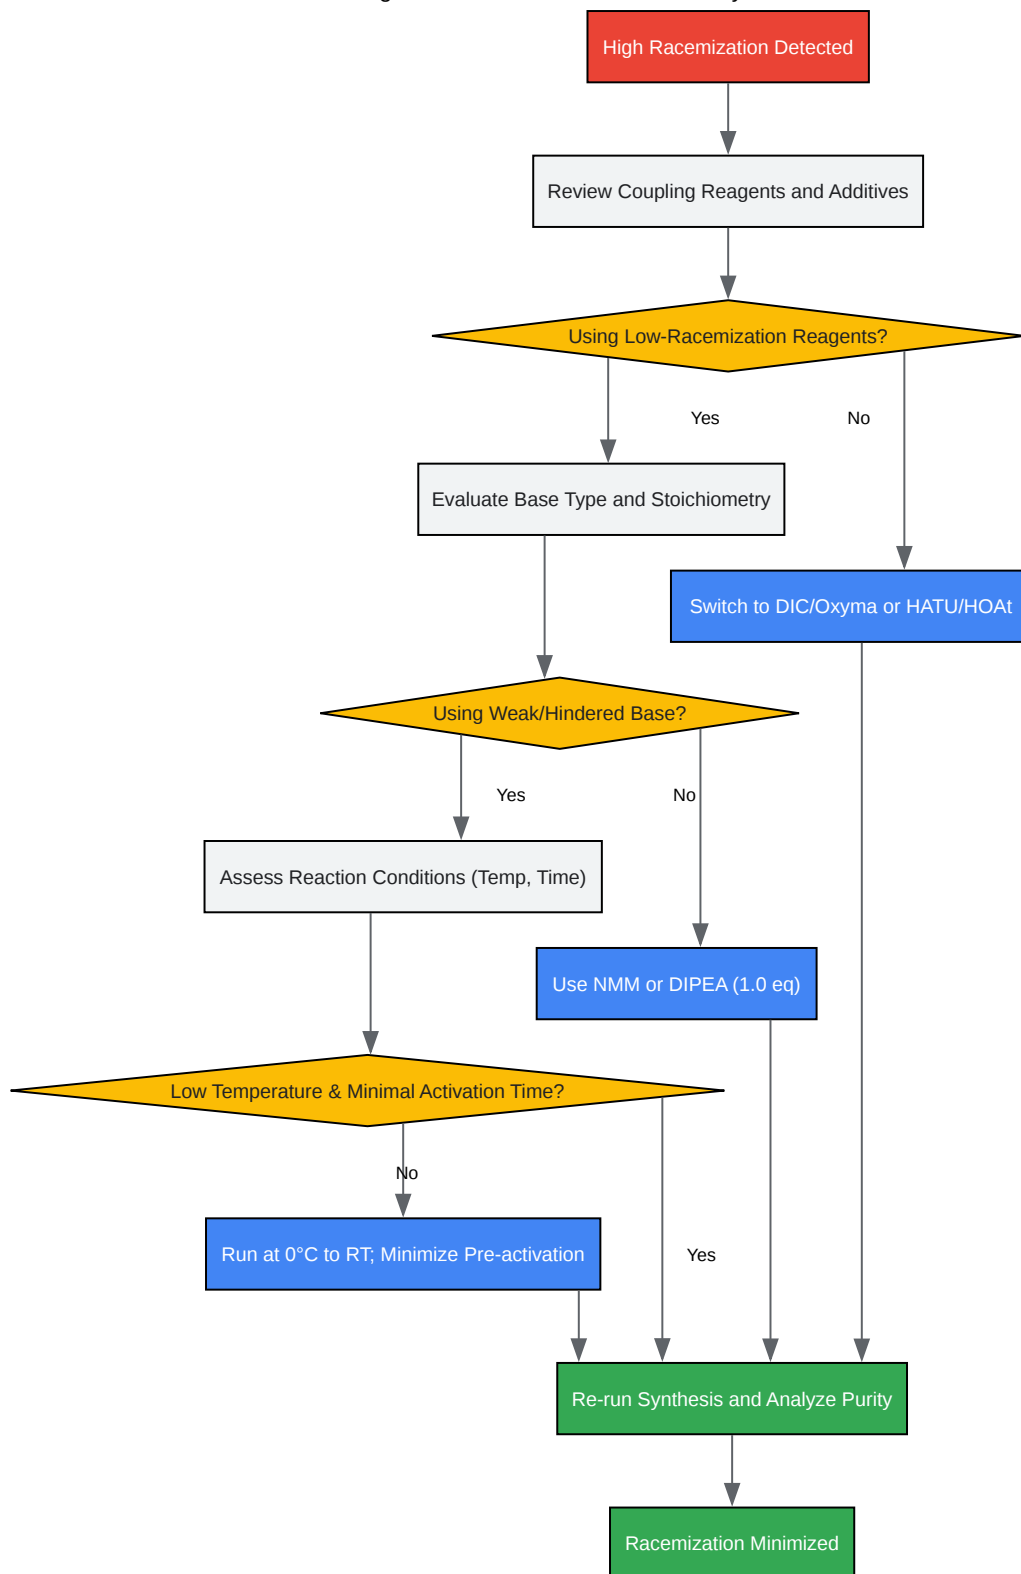 High Racemization Detected
Review Coupling Reagents and Additives
Using Low-Racemization Reagents?
Yes
No
Evaluate Base Type and Stoichiometry
Switch to DIC/Oxyma or HATU/HOAt
Using Weak/Hindered Base?
Yes
No
Assess Reaction Conditions (Temp, Time)
Use NMM or DIPEA (1.0 eq)
Low Temperature & Minimal Activation Time?
No
Run at 0°C to RT; Minimize Pre-activation
Yes
Re-run Synthesis and Analyze Purity
Racemization Minimized